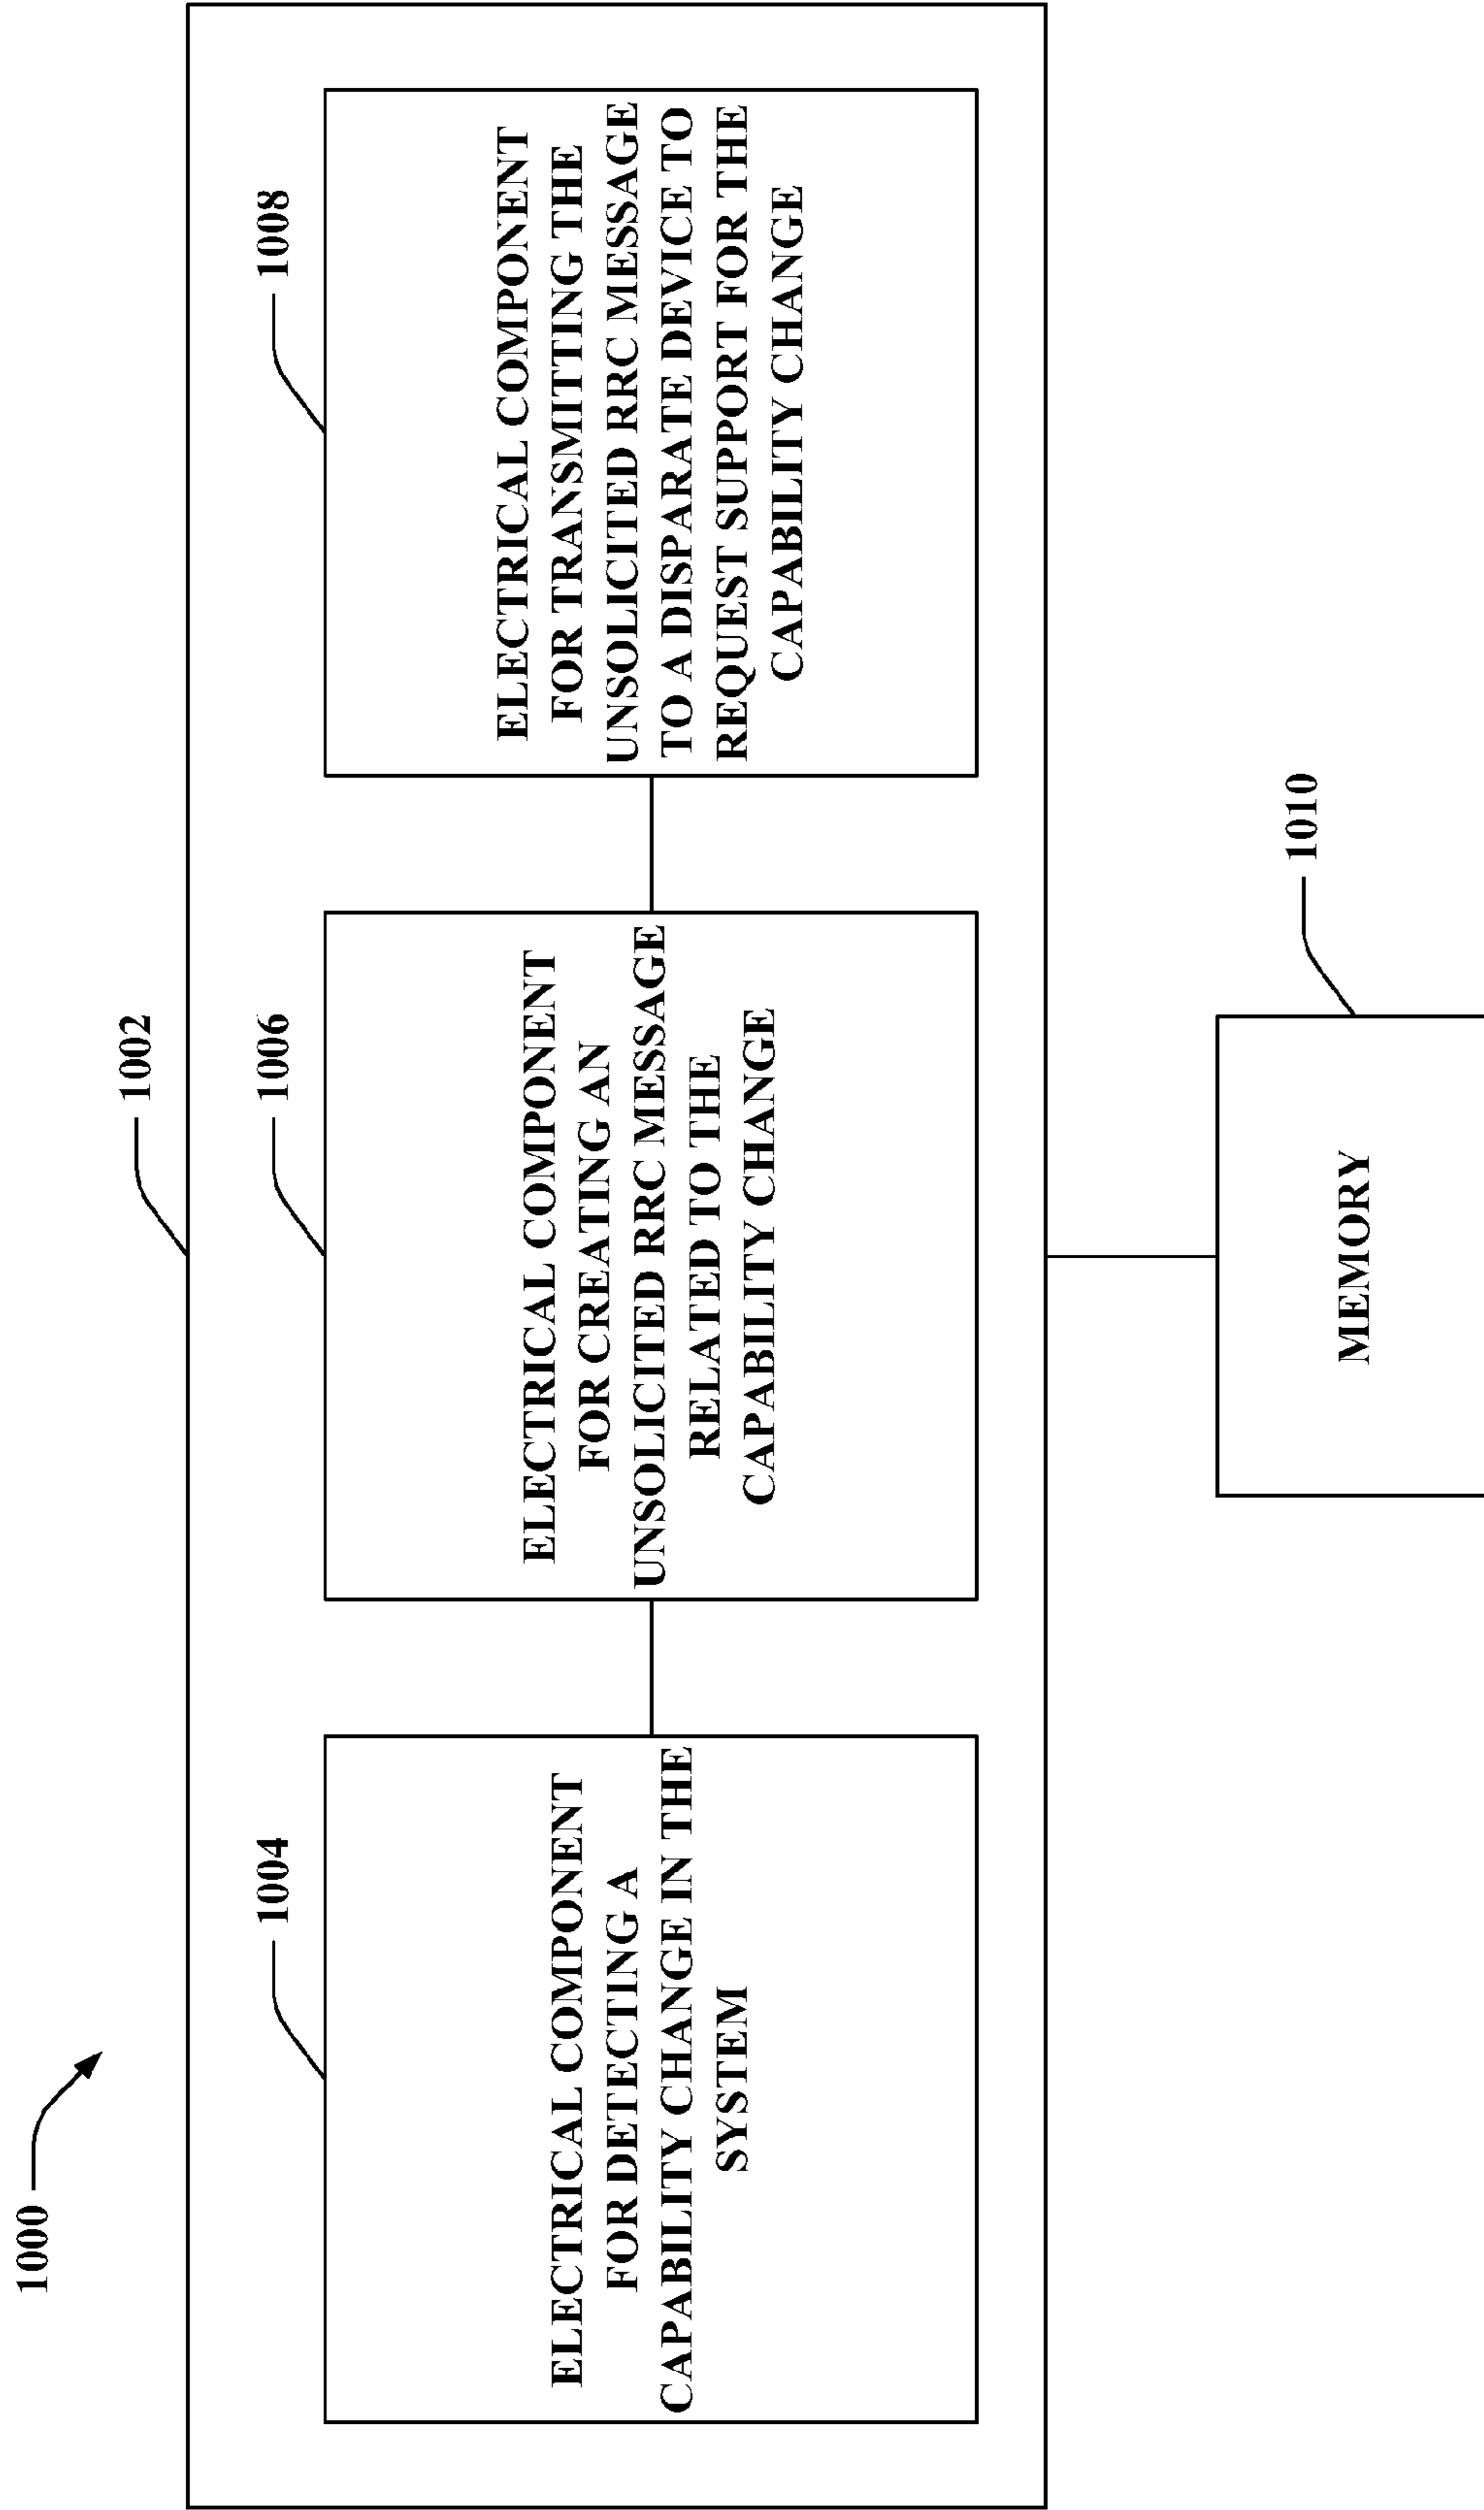 1000
1002
1004
ELECTRICAL COMPONENT
FOR DETECTING A
CAPABILITY CHANGE IN THE
SYSTEM
1006
ELECTRICAL COMPONENT
FOR CREATING AN
UNSOLICITED RRC MESSAGE
RELATED TO THE
CAPABILITY CHANGE
1008
ELECTRICAL COMPONENT
FOR TRANSMITTING THE
UNSOLICITED RRC MESSAGE
TO A DISPARATE DEVICE TO
REQUEST SUPPORT FOR THE
CAPABILITY CHANGE
1010
MEMORY